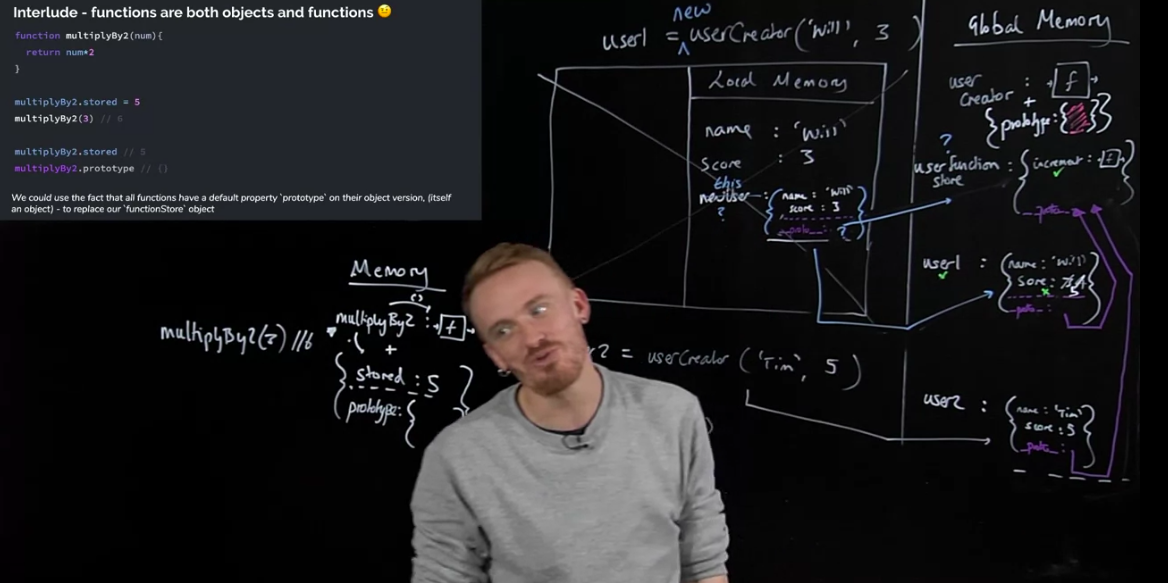 Interlude - functions are both objects and functions 🤨
function multiplyBy2(num){
return num*2
}
multiplyBy2.stored = 5
multiplyBy2(3) // 6
multiplyBy2.stored // 5
multiplyBy2.prototype // {}
We could use the fact that all functions have a default property `prototype` on their object version, (itself
an object) - to replace our `functionStore` object
new
user1 = userCreator('Will', 3 )
Local Memory
name : 'Will'
score : 3
this
newUser : { name : 'Will'
? score : 3
__proto__ : ? }
Global Memory
user
Creator : f
+
{prototype:{ }}
?
userfunction : { increment : f }
store
__proto__
user1 : { name : 'Will'
score : 5
__proto__ : }
= userCreator ( 'Tim', 5 )
user2 : { name : 'Tim'
score : 5
__proto__ : }
Memory
()
multiplyBy2 : f
multiplyBy2(3) //6
+
stored : 5
prototype: {